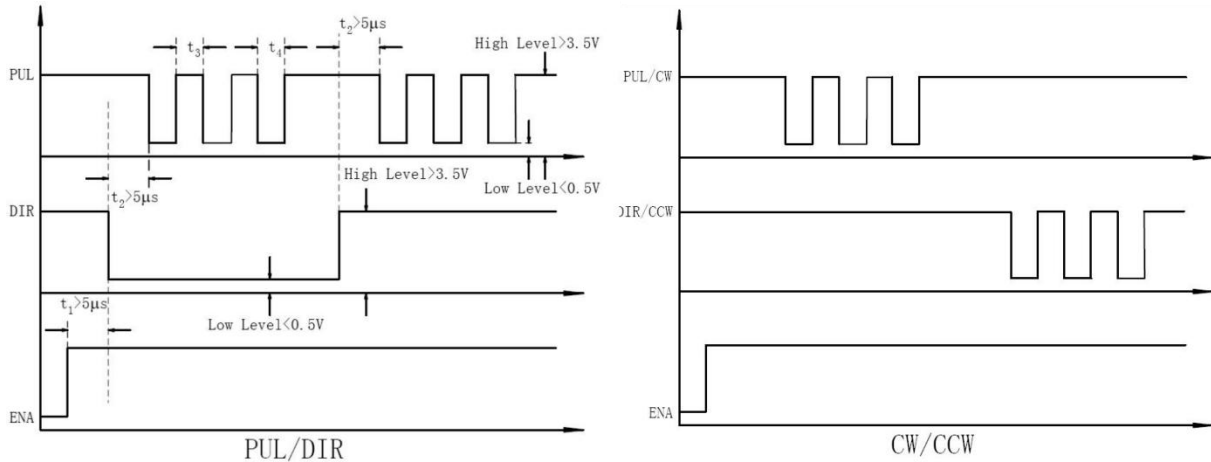 t₂>5µs
High Level>3.5V
t₃
t₄
PUL
Low Level<0.5V
t₂>5µs
High Level>3.5V
DIR
t₁>5µs
Low Level<0.5V
ENA
PUL/DIR
PUL/CW
DIR/CCW
ENA
CW/CCW